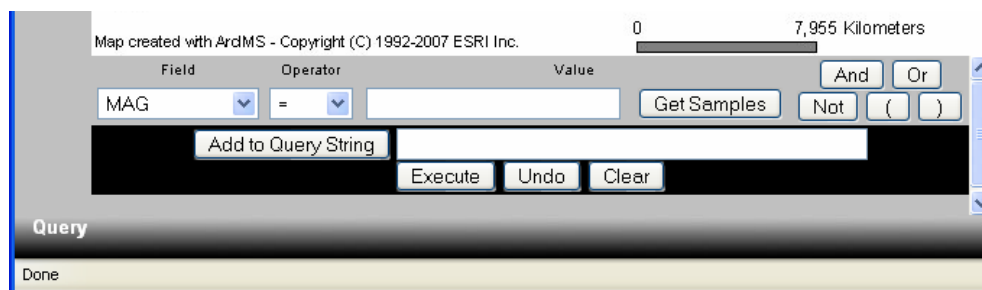 0 7,955 Kilometers
Map created with ArcIMS - Copyright (C) 1992-2007 ESRI Inc.
Field Operator Value
And Or
MAG = Get Samples Not ( )
Add to Query String
Execute Undo Clear
Query
Done